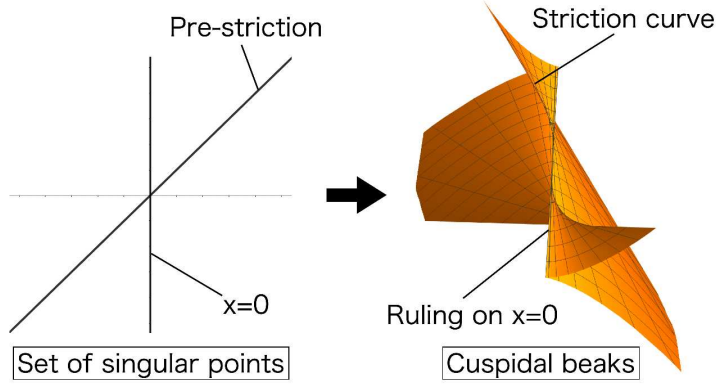 Pre-striction
Striction curve
x=0
Ruling on x=0
Set of singular points
Cuspidal beaks